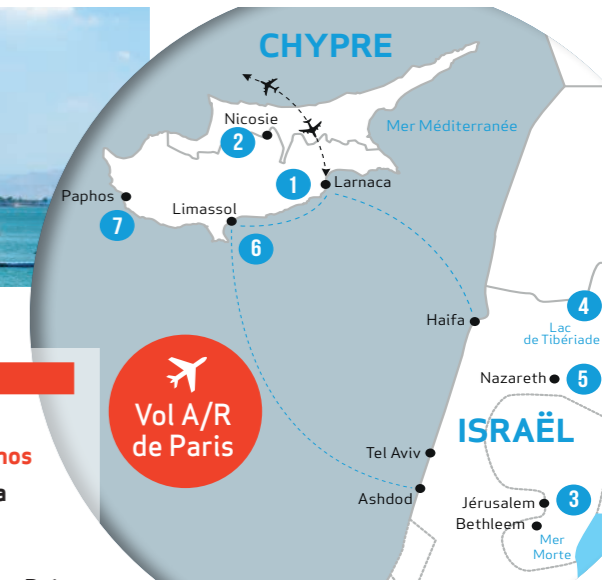 CHYPRE
Nicosie
2
Mer Méditerranée
1
Larnaca
Paphos
Limassol
7
6
4
Haifa
Lac
de Tibériade
Vol A/R
de Paris
Nazareth
5
ISRAËL
Tel Aviv
Ashdod
Jérusalem
3
Bethleem
Mer
Morte
hos
a